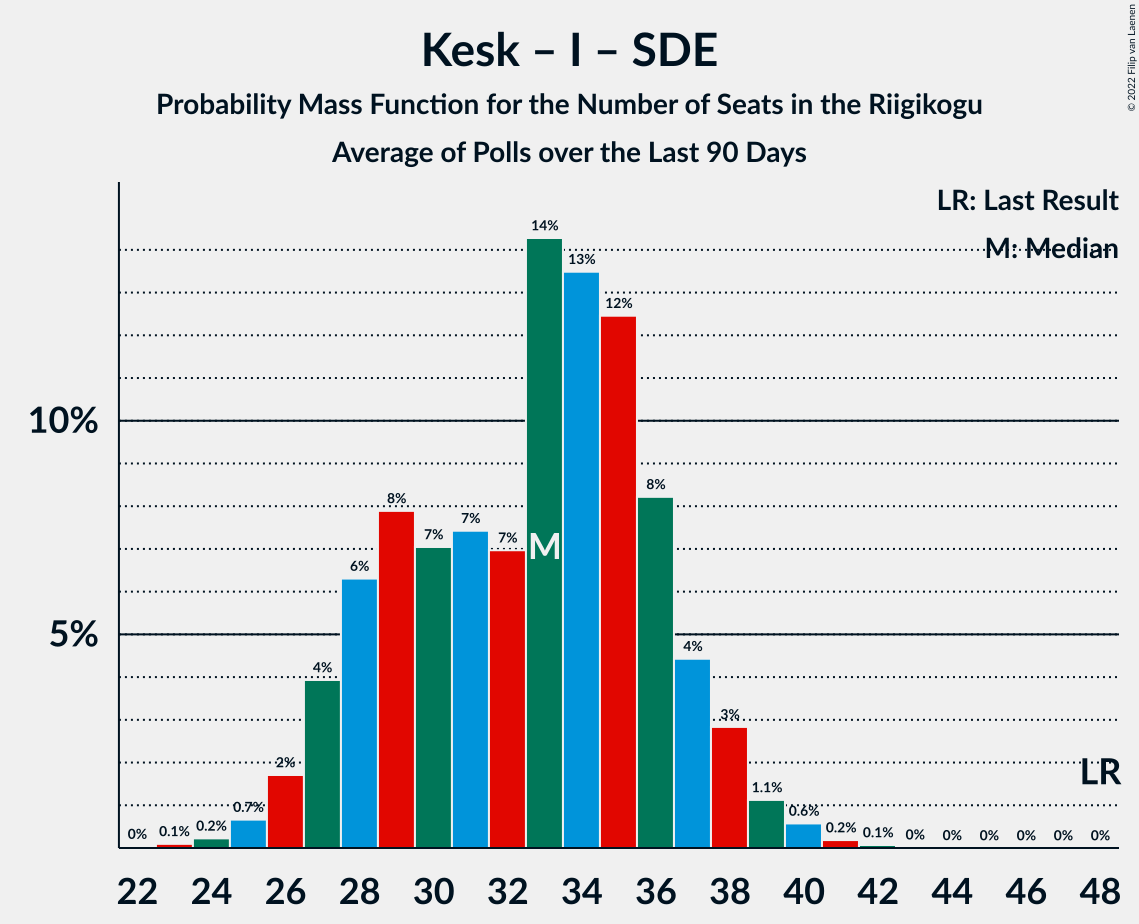 Kesk – I – SDE
Probability Mass Function for the Number of Seats in the Riigikogu
Average of Polls over the Last 90 Days
© 2022 Filip van Laenen
LR: Last Result
M: Median
10%
5%
0% 0.1% 0.2% 0.7% 2% 4% 6% 8% 7% 7% 7% 14% 13% 12% 8% 4% 3% 1.1% 0.6% 0.2% 0.1% 0% 0% 0% 0% 0% 0%
M
LR
22 24 26 28 30 32 34 36 38 40 42 44 46 48